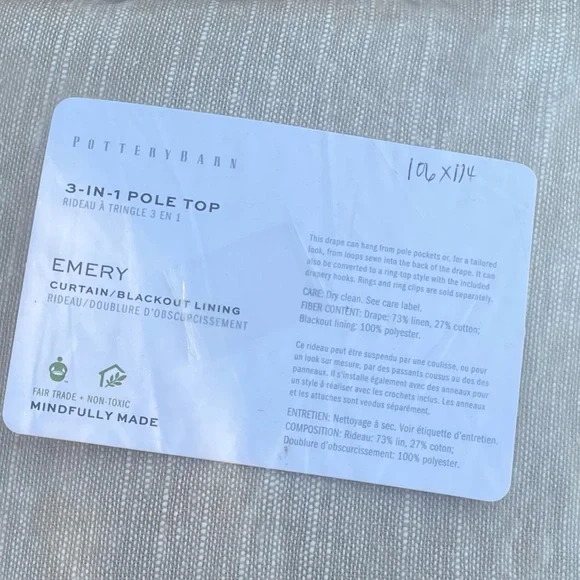 POTTERYBARN
106 x 114
3-IN-1 POLE TOP
RIDEAU À TRINGLE 3 EN 1
EMERY
CURTAIN/BLACKOUT LINING
RIDEAU/DOUBLURE D'OBSCURCISSEMENT
FAIR TRADE • NON-TOXIC
MINDFULLY MADE
This drape can hang from pole pockets or, for a tailored
look, from loops sewn into the back of the drape. It can
also be converted to a ring-top style with the included
drapery hooks. Rings and ring clips are sold separately.
CARE: Dry clean. See care label.
FIBER CONTENT: Drape: 73% linen, 27% cotton;
Blackout lining: 100% polyester.
Ce rideau peut être suspendu par une coulisse, ou pour
un look sur mesure, par des passants cousus au dos des
panneaux. Il s'installe également avec des anneaux pour
un style à réaliser avec les crochets inclus. Les anneaux
et les attaches sont vendus séparément.
ENTRETIEN: Nettoyage à sec. Voir étiquette d'entretien.
COMPOSITION: Rideau: 73% lin, 27% coton;
Doublure d'obscurcissement: 100% polyester.